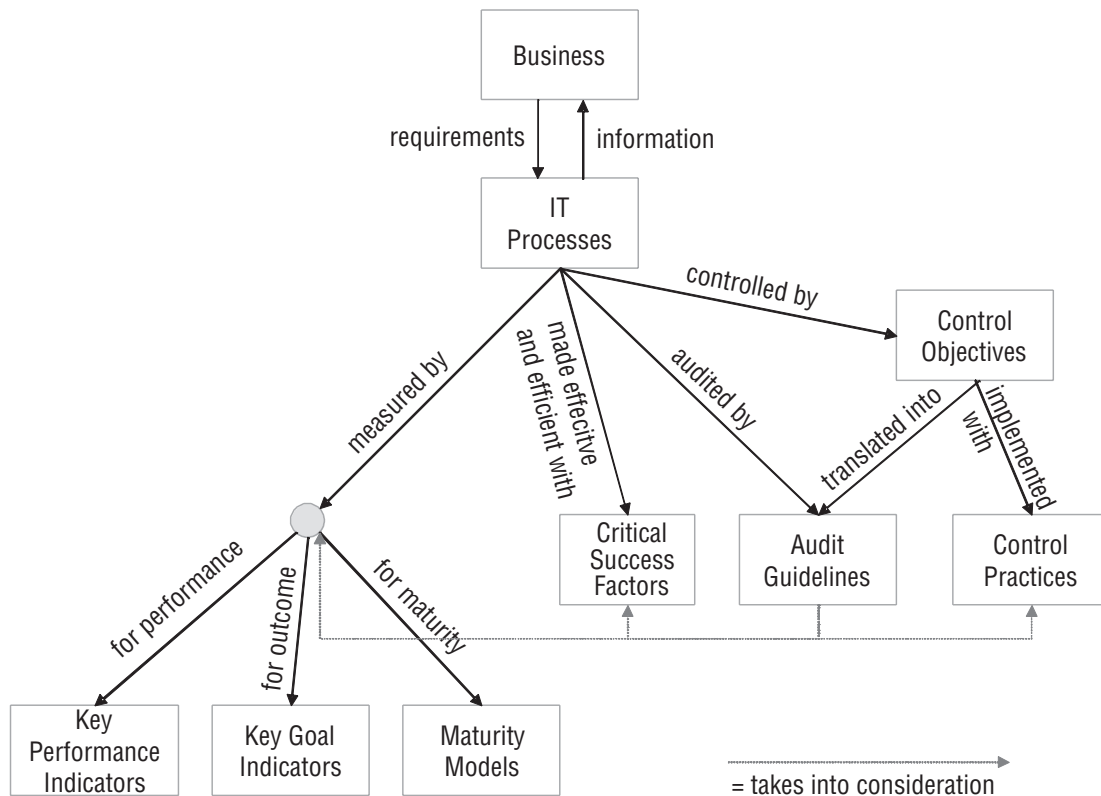 Business
requirements
information
IT
Processes
controlled by
Control
Objectives
measured by
made effecitve
and efficient with
audited by
translated into
implemented
with
Critical
Success
Factors
Audit
Guidelines
Control
Practices
for performance
for outcome
for maturity
Key
Performance
Indicators
Key Goal
Indicators
Maturity
Models
= takes into consideration